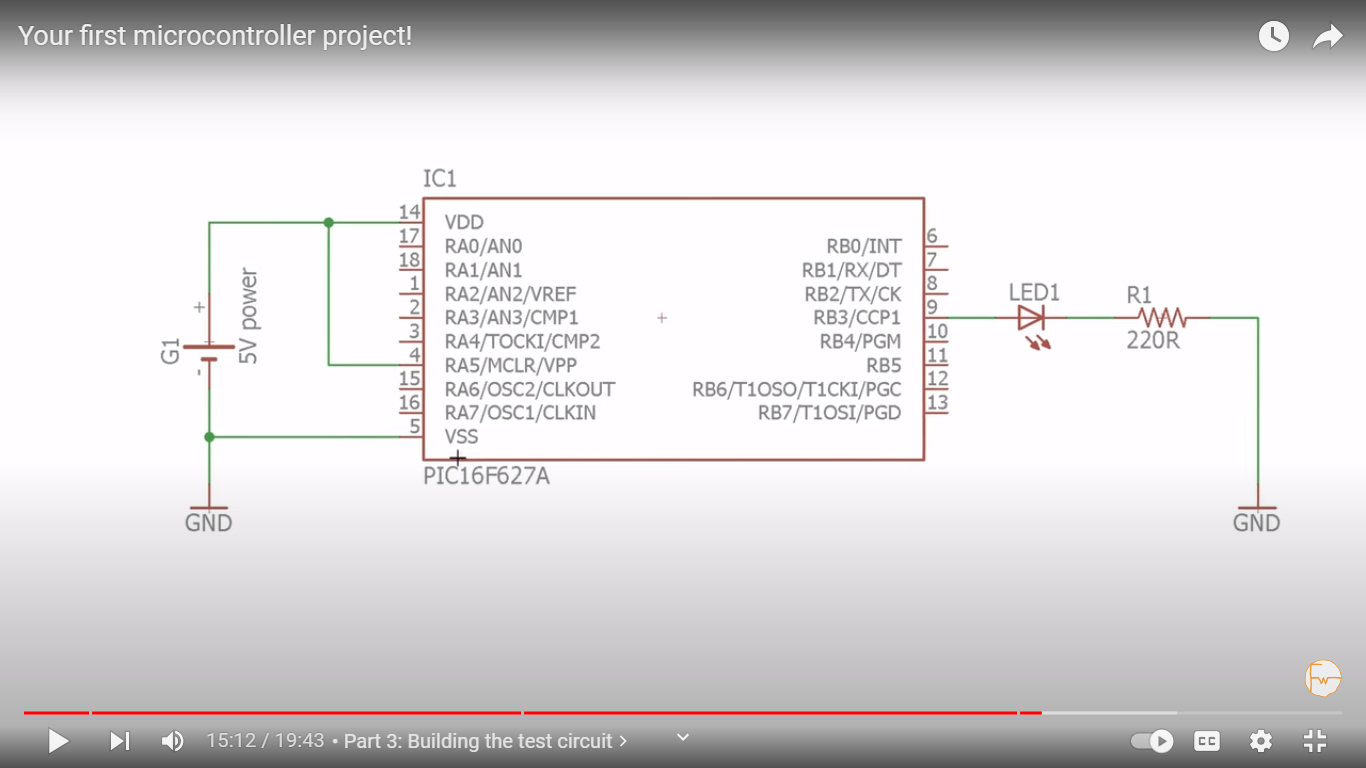 Your first microcontroller project!
IC1
14 VDD
17 RA0/AN0
18 RA1/AN1
1 RA2/AN2/VREF
2 RA3/AN3/CMP1
3 RA4/TOCKI/CMP2
4 RA5/MCLR/VPP
15 RA6/OSC2/CLKOUT
16 RA7/OSC1/CLKIN
5 VSS
RB0/INT 6
RB1/RX/DT 7
RB2/TX/CK 8
RB3/CCP1 9
RB4/PGM 10
RB5 11
RB6/T1OSO/T1CKI/PGC 12
RB7/T1OSI/PGD 13
PIC16F627A
+
G1
5V power
-
GND
LED1
R1
220R
GND
15:12 / 19:43 • Part 3: Building the test circuit
CC